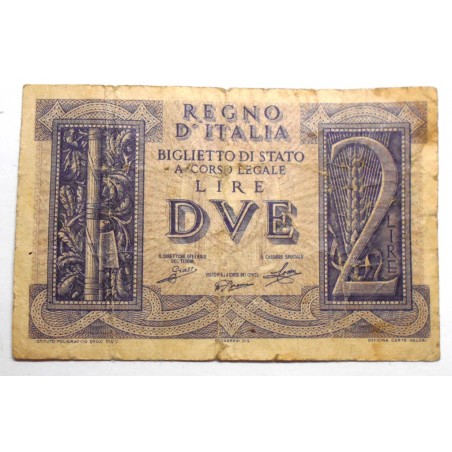 REGNO
D'ITALIA
BIGLIETTO DI STATO
A CORSO LEGALE
LIRE
DVE
2 LIRE
IL DIRETTORE GENERALE
DEL TESORO
IL CASSIERE SPECIALE
ISTITUTO POLIGRAFICO DELLO STATO
OFFICINA CARTE VALORI